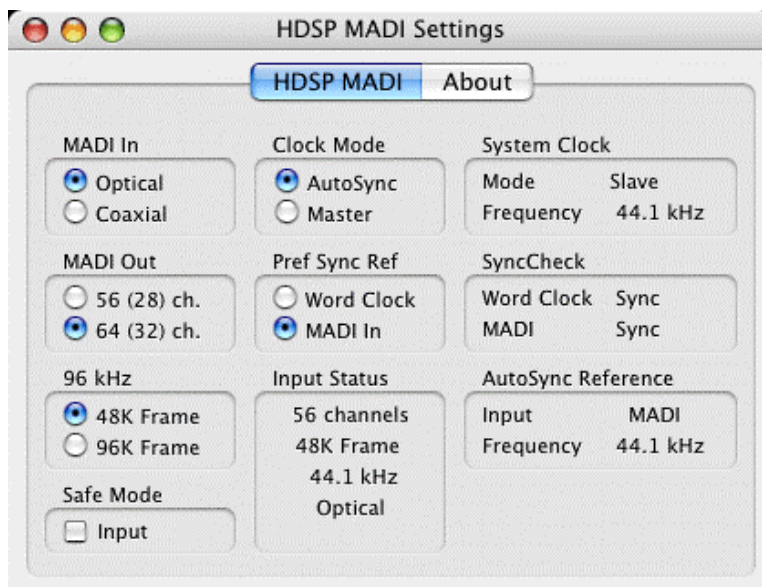 HDSP MADI Settings
HDSP MADI About
MADI In
Optical
Coaxial
Clock Mode
AutoSync
Master
System Clock
Mode Slave
Frequency 44.1 kHz
MADI Out
56 (28) ch.
64 (32) ch.
Pref Sync Ref
Word Clock
MADI In
SyncCheck
Word Clock Sync
MADI Sync
96 kHz
48K Frame
96K Frame
Input Status
56 channels
48K Frame
44.1 kHz
Optical
AutoSync Reference
Input MADI
Frequency 44.1 kHz
Safe Mode
Input